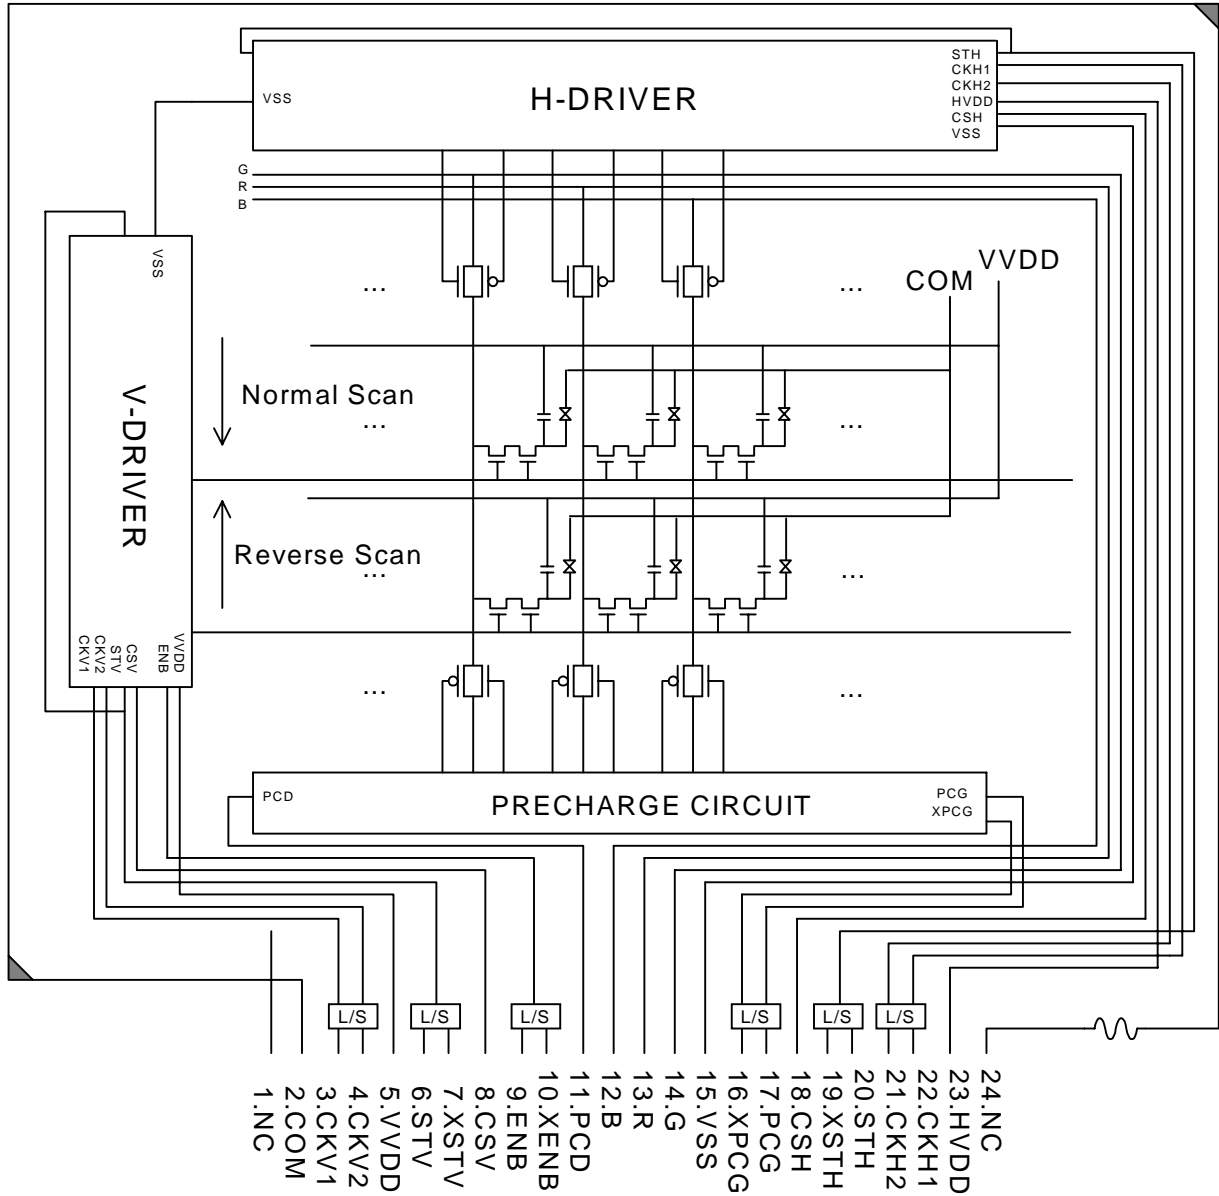 STH
CKH1
CKH2
HVDD
CSH
VSS
VSS
H-DRIVER
G
R
B
VSS
VVDD
COM
...
...
V-DRIVER
Normal Scan
...
...
Reverse Scan
...
...
CKV1
CKV2
STV
CSV
ENB
VVDD
...
...
PCD
PRECHARGE CIRCUIT
PCG
XPCG
L/S
L/S
L/S
L/S
L/S
L/S
1.NC
2.COM
3.CKV1
4.CKV2
5.VVDD
6.STV
7.XSTV
8.CSV
9.ENB
10.XENB
11.PCD
12.B
13.R
14.G
15.VSS
16.XPCG
17.PCG
18.CSH
19.XSTH
20.STH
21.CKH2
22.CKH1
23.HVDD
24.NC